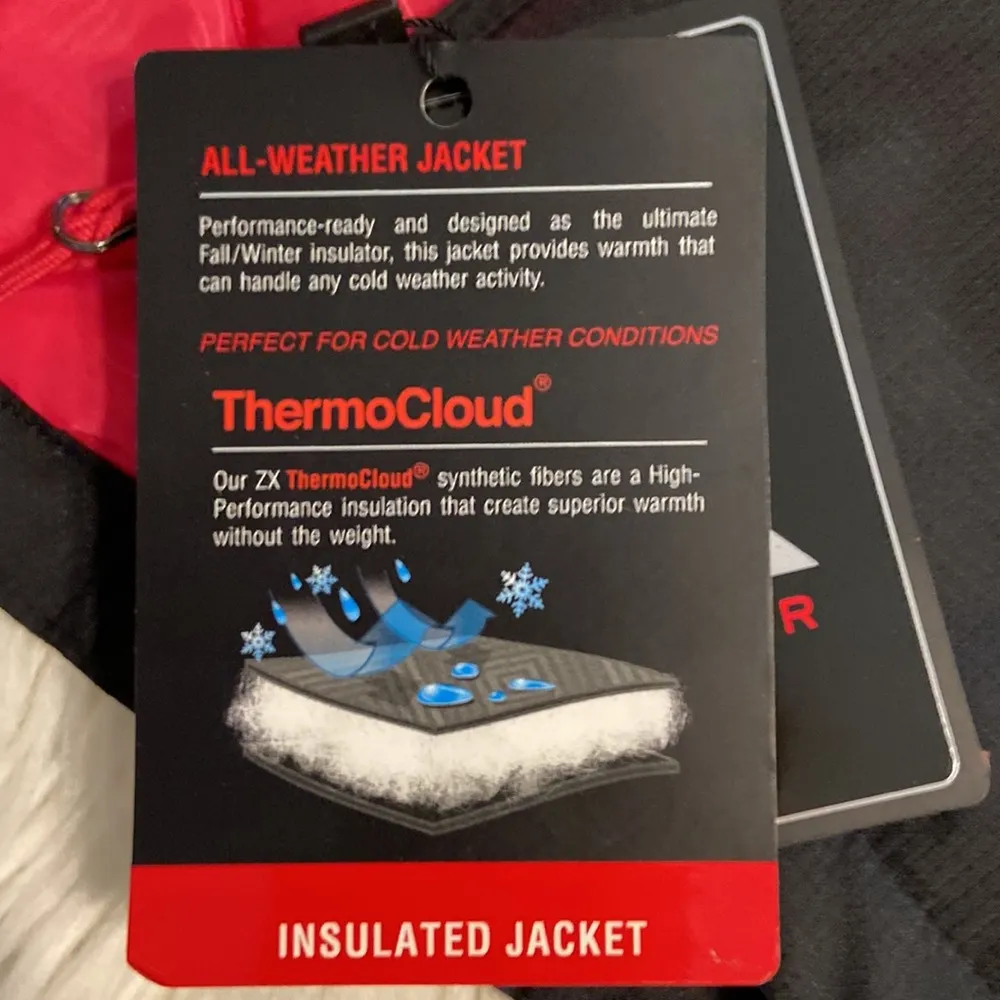 ALL-WEATHER JACKET
Performance-ready and designed as the ultimate
Fall/Winter insulator, this jacket provides warmth that
can handle any cold weather activity.
PERFECT FOR COLD WEATHER CONDITIONS
ThermoCloud®
Our ZX ThermoCloud® synthetic fibers are a High-
Performance insulation that create superior warmth
without the weight.
R
INSULATED JACKET